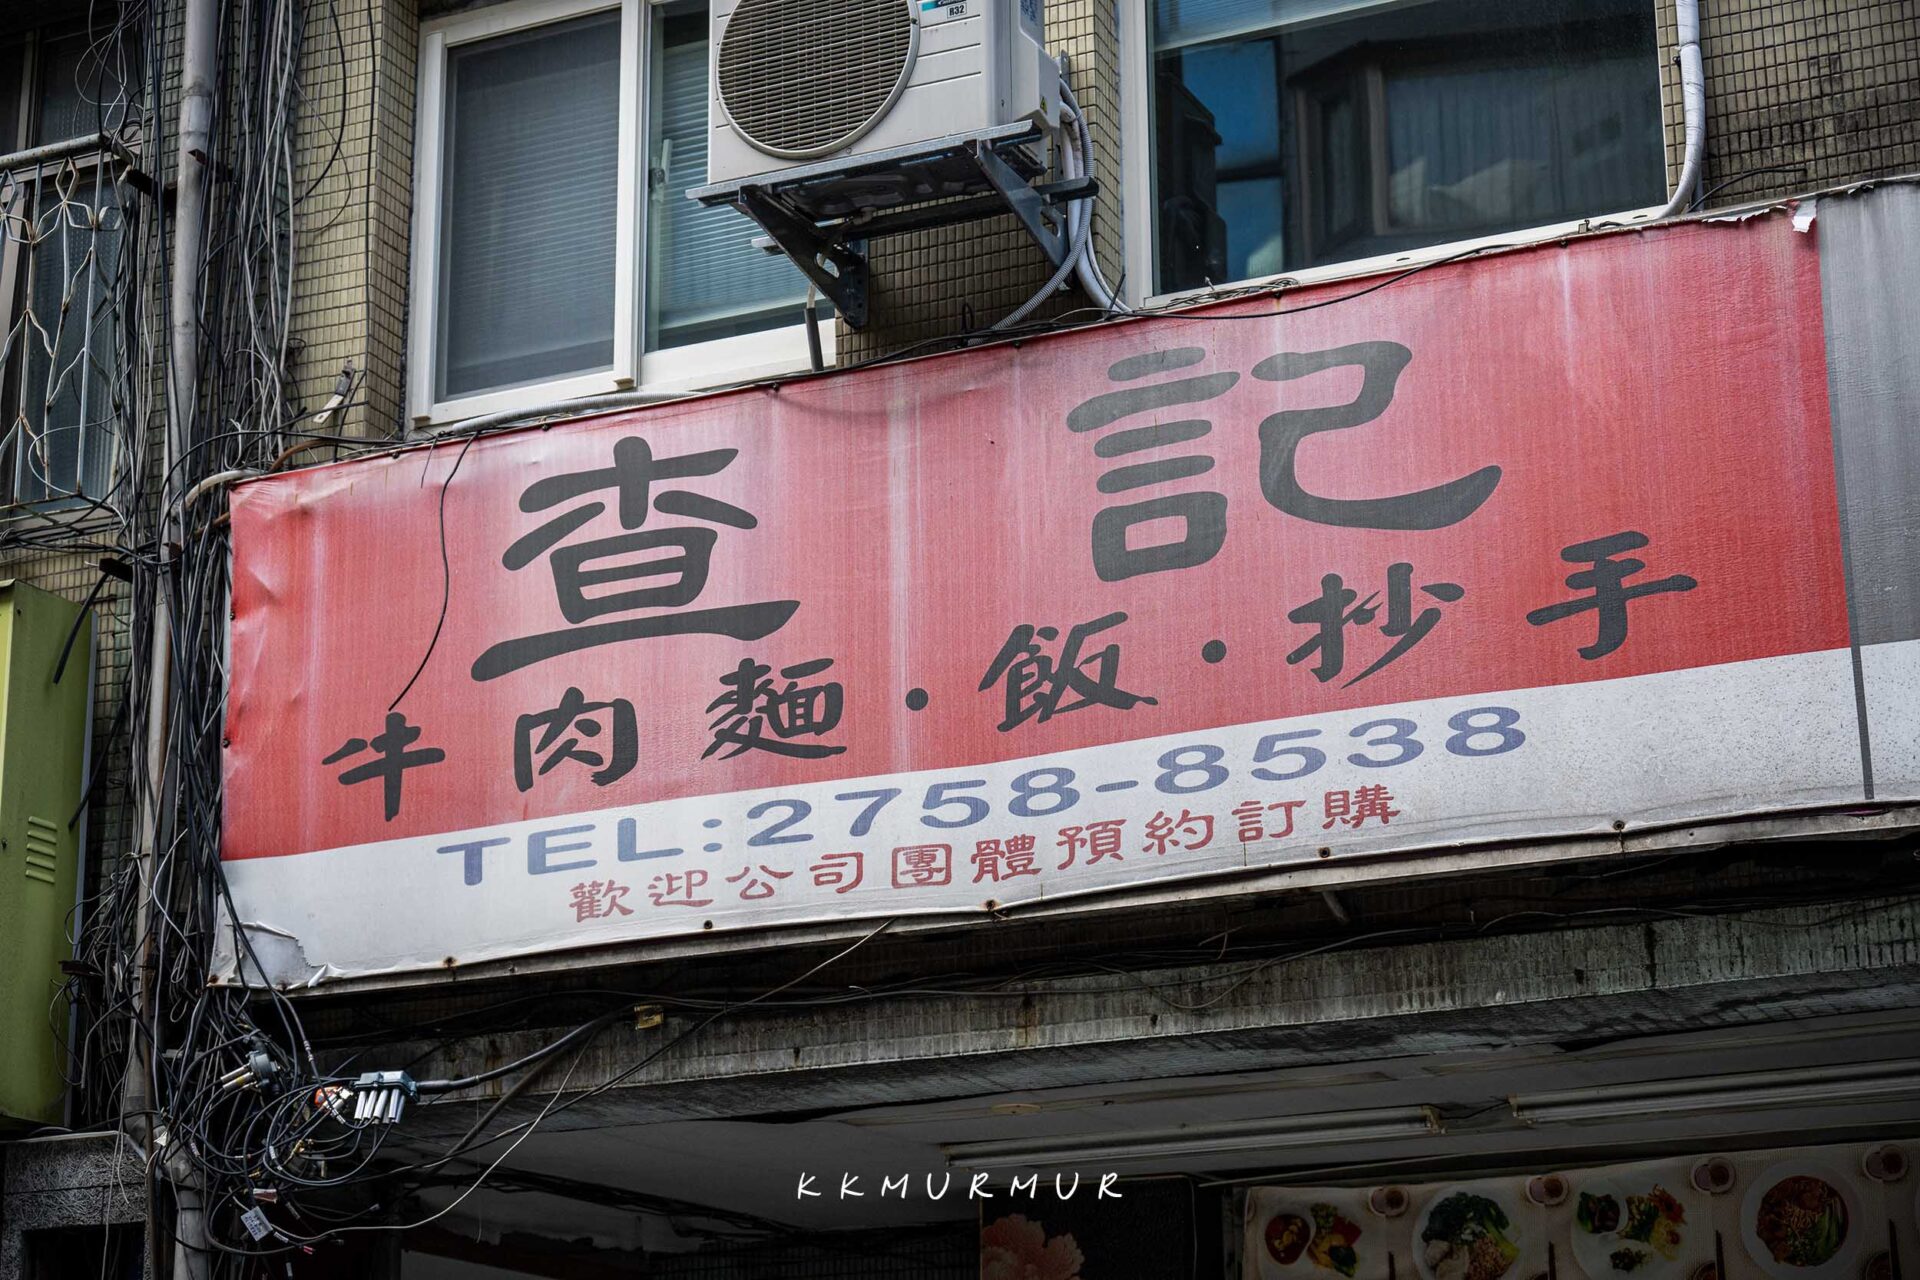 B32
查記
牛肉麵・飯・抄手
TEL:2758-8538
歡迎公司團體預約訂購
KKMURMUR